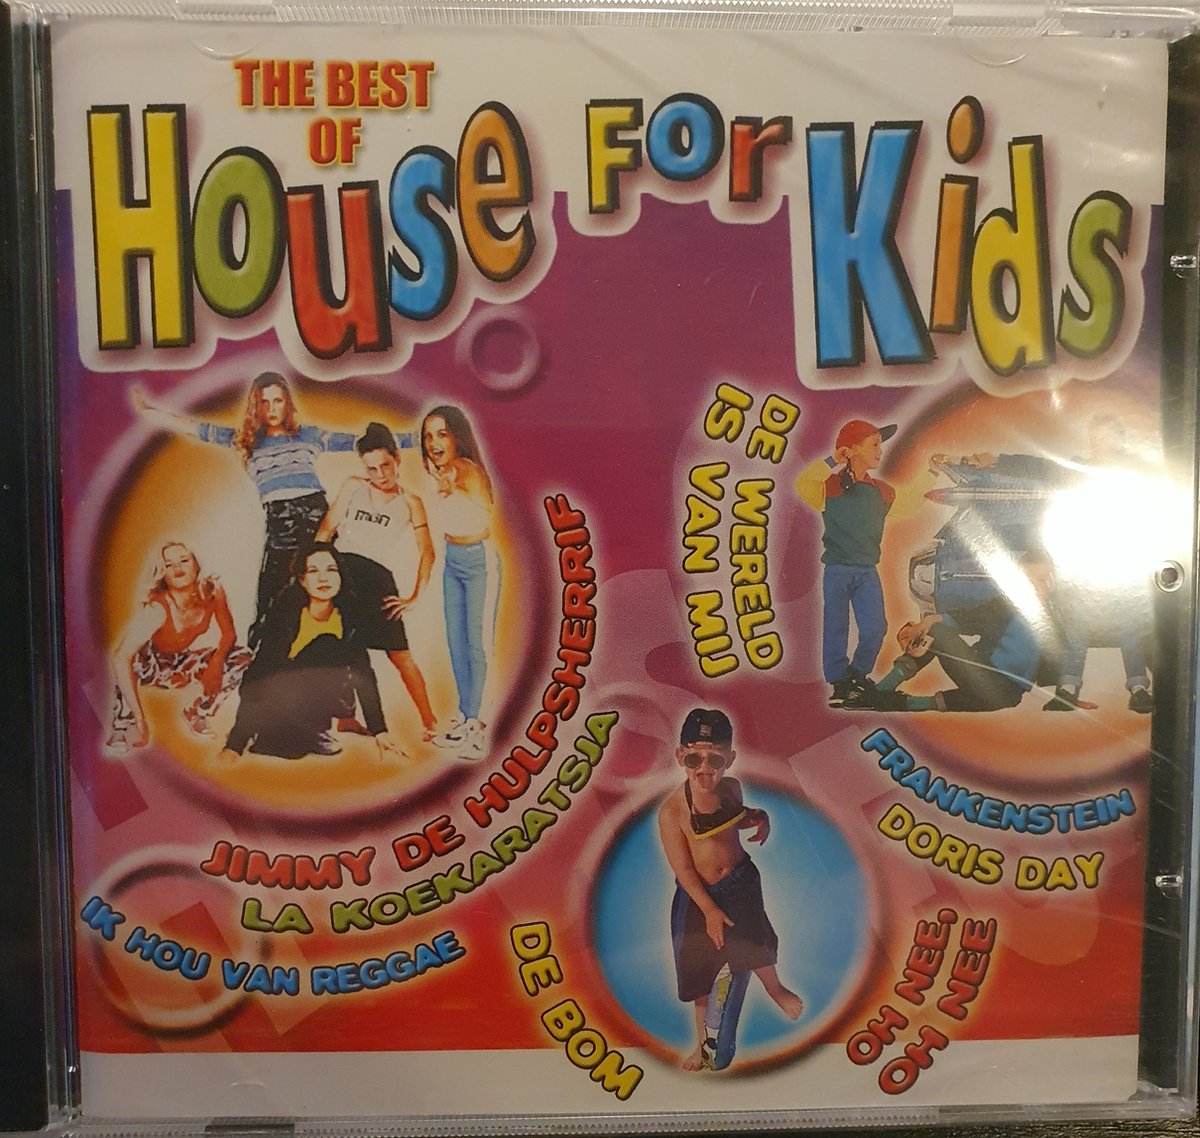 THE BEST
OF
HOUSE FOR KIDS
DE WERELD
IS VAN MIJ
JIMMY DE HULPSHERRIF
LA KOEKARATSJA
IK HOU VAN REGGAE
FRANKENSTEIN
DORIS DAY
DE BOM
OH NEE,
OH NEE